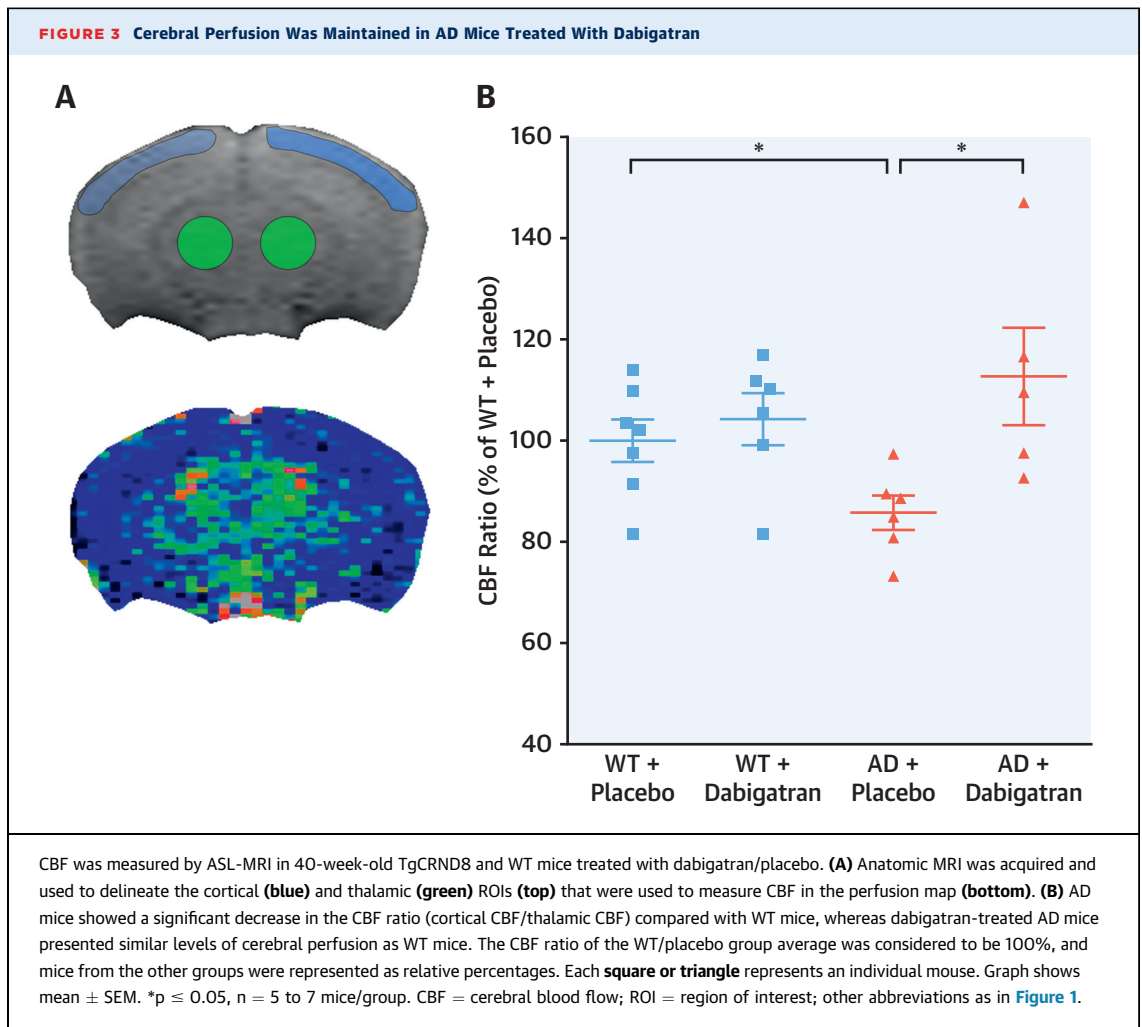 FIGURE 3 Cerebral Perfusion Was Maintained in AD Mice Treated With Dabigatran
A
B
CBF Ratio (% of WT + Placebo)
160
140
120
100
80
60
40
*
*
WT +
Placebo
WT +
Dabigatran
AD +
Placebo
AD +
Dabigatran
CBF was measured by ASL-MRI in 40-week-old TgCRND8 and WT mice treated with dabigatran/placebo. (A) Anatomic MRI was acquired and
used to delineate the cortical (blue) and thalamic (green) ROIs (top) that were used to measure CBF in the perfusion map (bottom). (B) AD
mice showed a significant decrease in the CBF ratio (cortical CBF/thalamic CBF) compared with WT mice, whereas dabigatran-treated AD mice
presented similar levels of cerebral perfusion as WT mice. The CBF ratio of the WT/placebo group average was considered to be 100%, and
mice from the other groups were represented as relative percentages. Each square or triangle represents an individual mouse. Graph shows
mean ± SEM. *p ≤ 0.05, n = 5 to 7 mice/group. CBF = cerebral blood flow; ROI = region of interest; other abbreviations as in Figure 1.